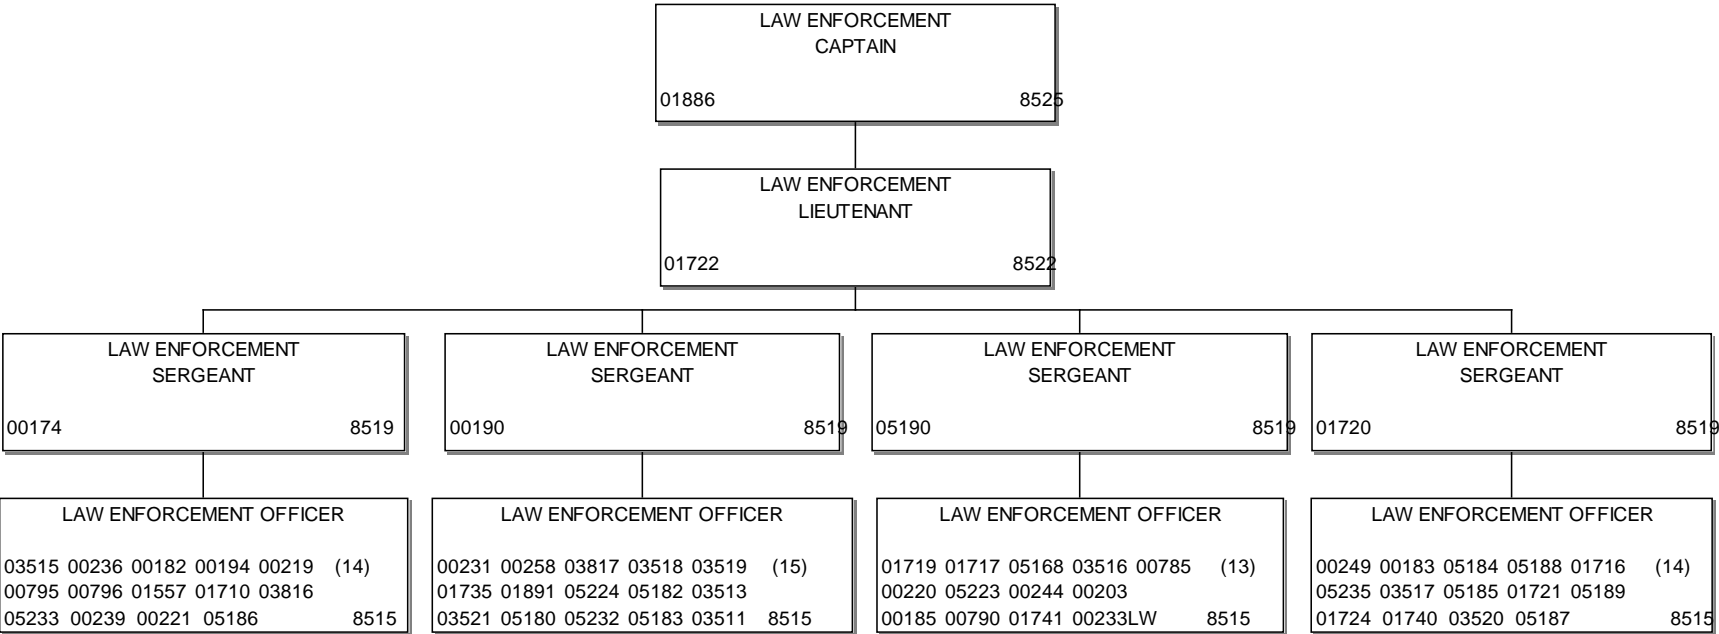 LAW ENFORCEMENT
CAPTAIN
01886 8525
LAW ENFORCEMENT
LIEUTENANT
01722 8522
LAW ENFORCEMENT
SERGEANT
00174 8519
LAW ENFORCEMENT
SERGEANT
00190 8519
LAW ENFORCEMENT
SERGEANT
05190 8519
LAW ENFORCEMENT
SERGEANT
01720 8519
LAW ENFORCEMENT OFFICER
03515 00236 00182 00194 00219 (14)
00795 00796 01557 01710 03816
05233 00239 00221 05186 8515
LAW ENFORCEMENT OFFICER
00231 00258 03817 03518 03519 (15)
01735 01891 05224 05182 03513
03521 05180 05232 05183 03511 8515
LAW ENFORCEMENT OFFICER
01719 01717 05168 03516 00785 (13)
00220 05223 00244 00203
00185 00790 01741 00233LW 8515
LAW ENFORCEMENT OFFICER
00249 00183 05184 05188 01716 (14)
05235 03517 05185 01721 05189
01724 01740 03520 05187 8515